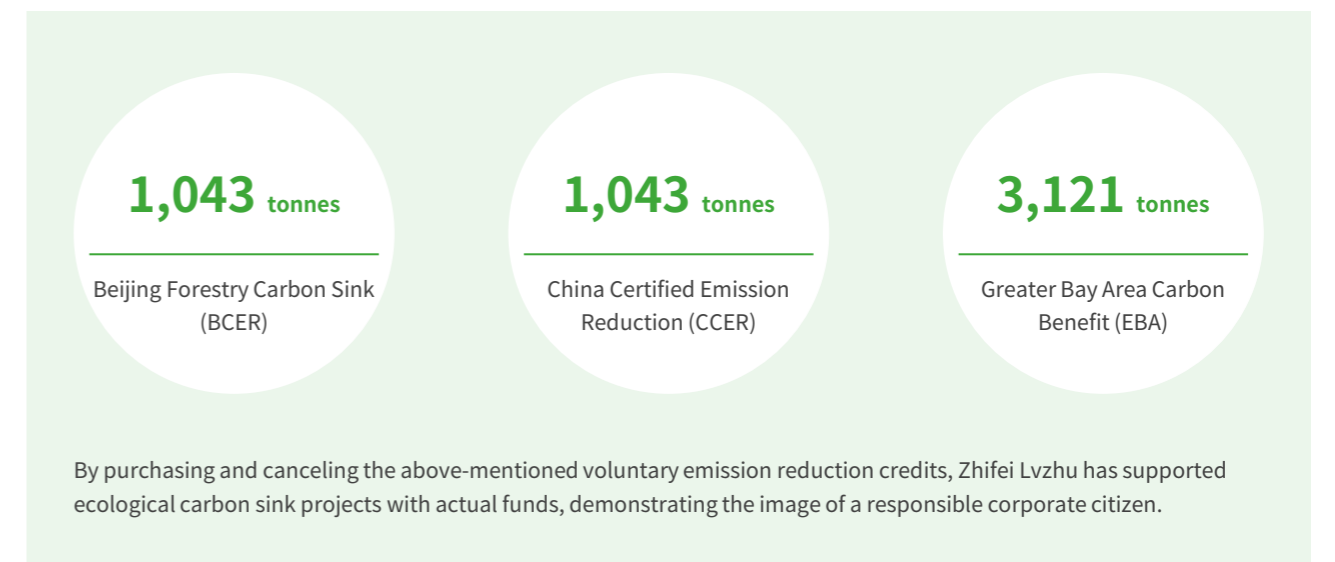 1,043 tonnes
Beijing Forestry Carbon Sink
(BCER)
1,043 tonnes
China Certified Emission
Reduction (CCER)
3,121 tonnes
Greater Bay Area Carbon
Benefit (EBA)
By purchasing and canceling the above-mentioned voluntary emission reduction credits, Zhifei Lvzhu has supported
ecological carbon sink projects with actual funds, demonstrating the image of a responsible corporate citizen.